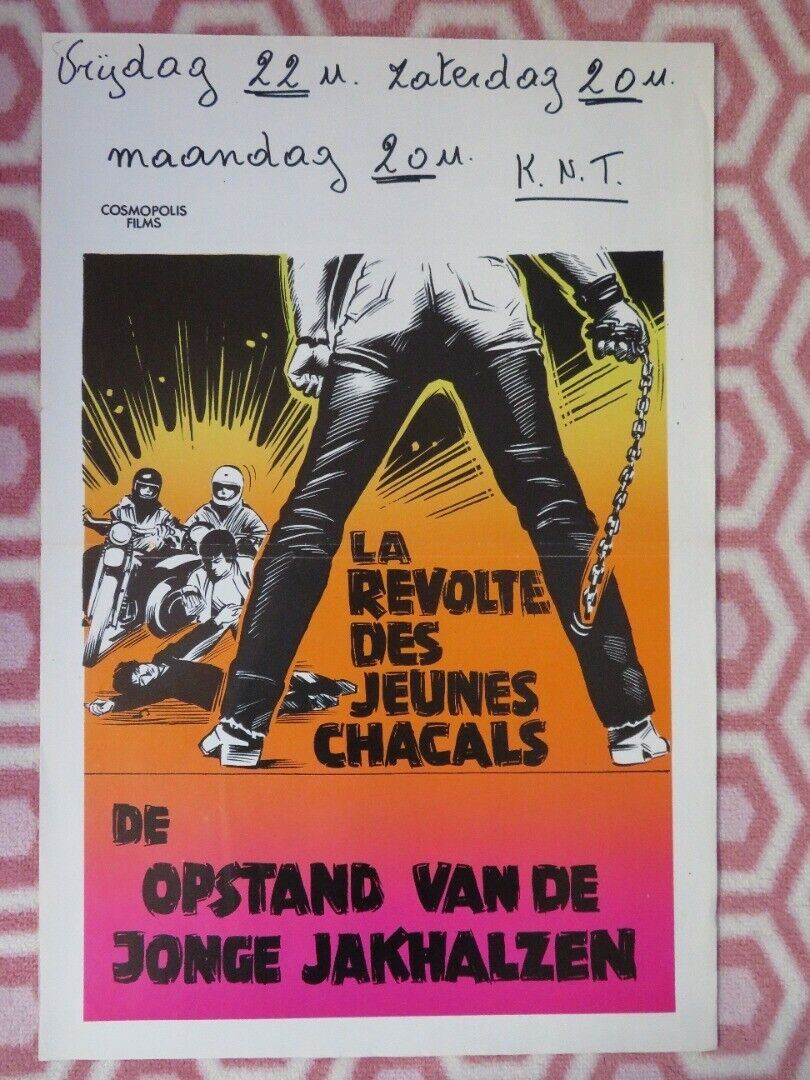 Vrijdag 22 u. zaterdag 20 u.
maandag 20 u. K.N.T.
COSMOPOLIS
FILMS
LA
REVOLTE
DES
JEUNES
CHACALS
DE
OPSTAND VAN DE
JONGE JAKHALZEN